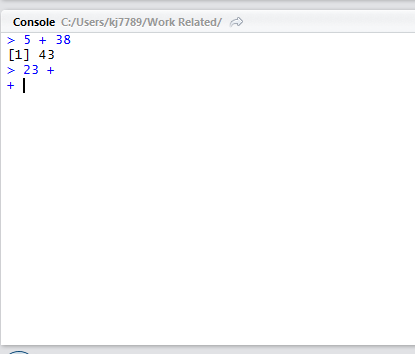 Console C:/Users/kj7789/Work Related/
> 5 + 38
[1] 43
> 23 +
+